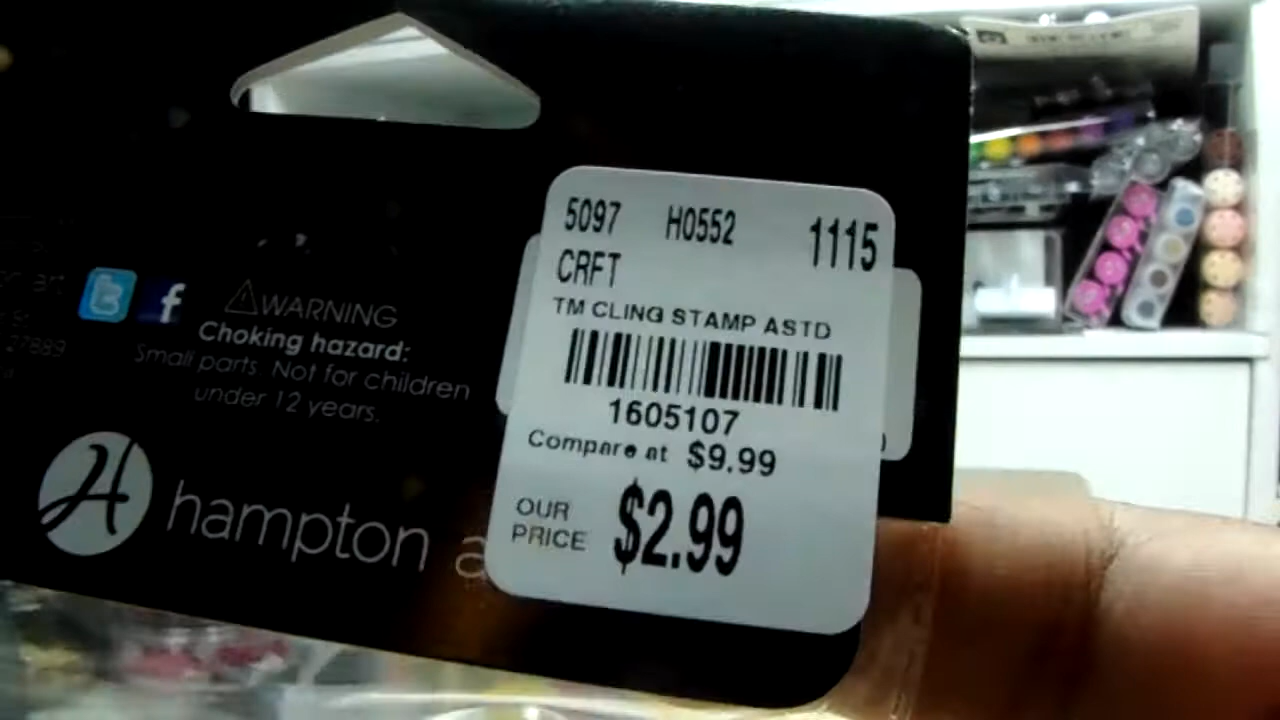 5097 H0552 1115
CRFT
TM CLING STAMP ASTD
1605107
Compare at $9.99
OUR PRICE $2.99
WARNING
Choking hazard:
Small parts. Not for children
under 12 years.
27889
hampton a